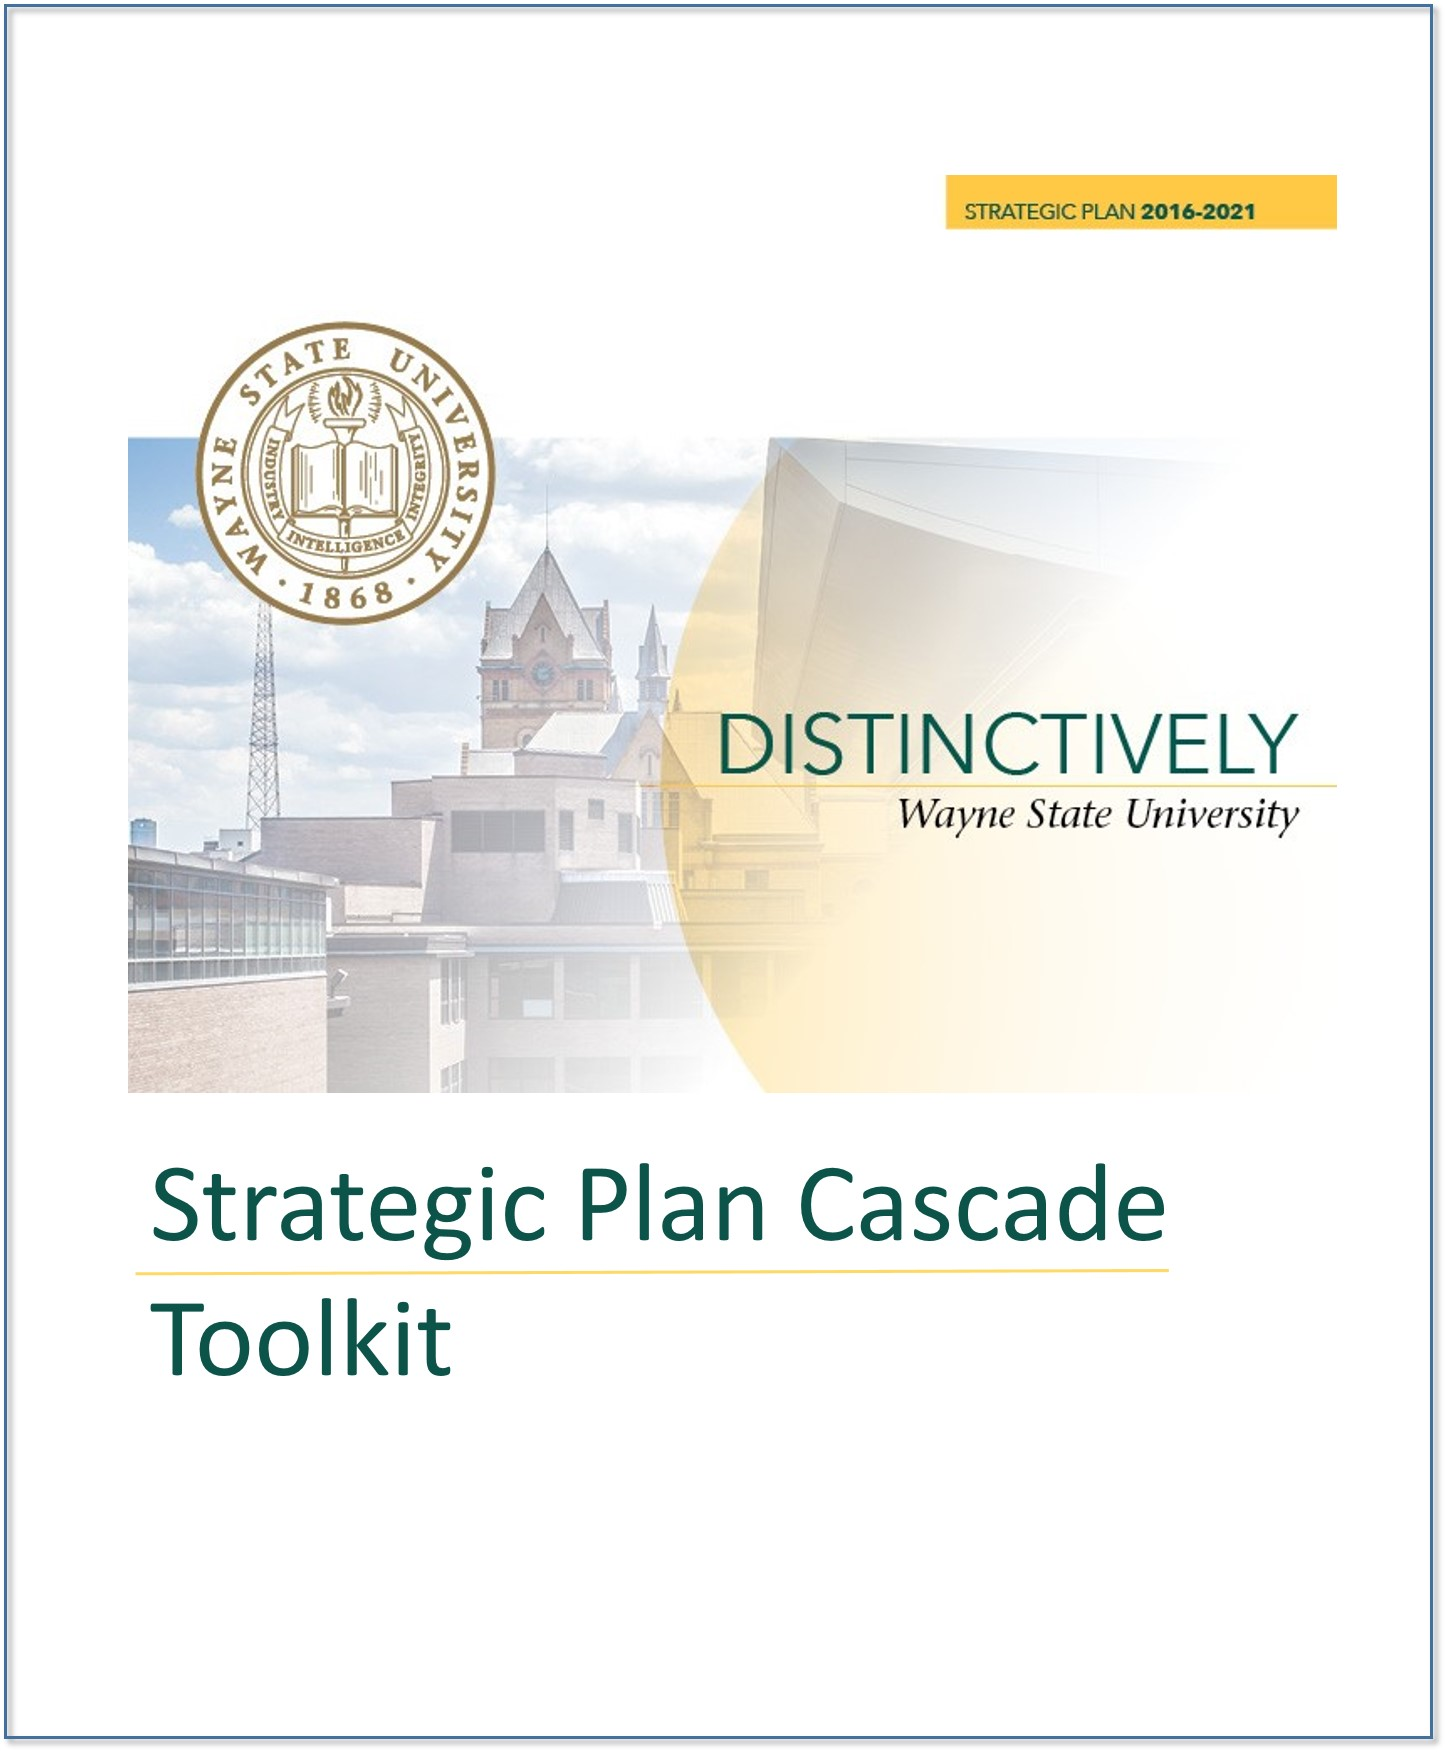 STRATEGIC PLAN 2016-2021
WAYNE STATE UNIVERSITY
INDUSTRY
INTELLIGENCE
INTEGRITY
· 1868 ·
DISTINCTIVELY
Wayne State University
Strategic Plan Cascade
Toolkit